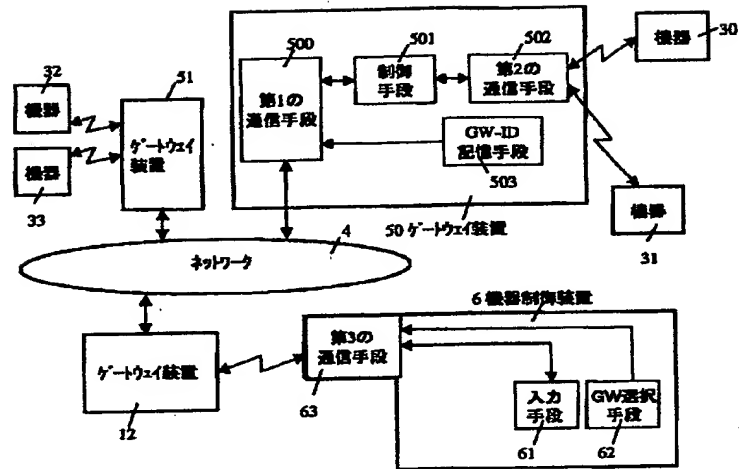 500
501
502
機器
30
32
51
機器
第1の
通信手段
制御
手段
第2の
通信手段
ゲートウェイ
装置
GW-ID
記憶手段
503
機器
33
機器
31
4
50 ゲートウェイ装置
ネットワーク
6 機器制御装置
第3の
通信手段
ゲートウェイ装置
63
入力
手段
GW選択
手段
12
61
62